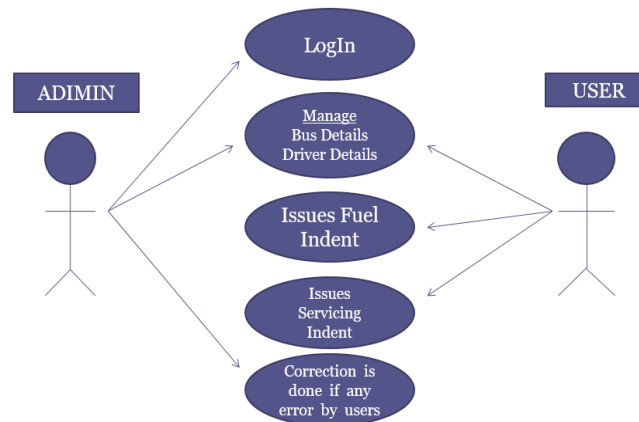 LogIn
ADIMIN
USER
Manage
Bus Details
Driver Details
Issues Fuel
Indent
Issues
Servicing
Indent
Correction is
done if any
error by users